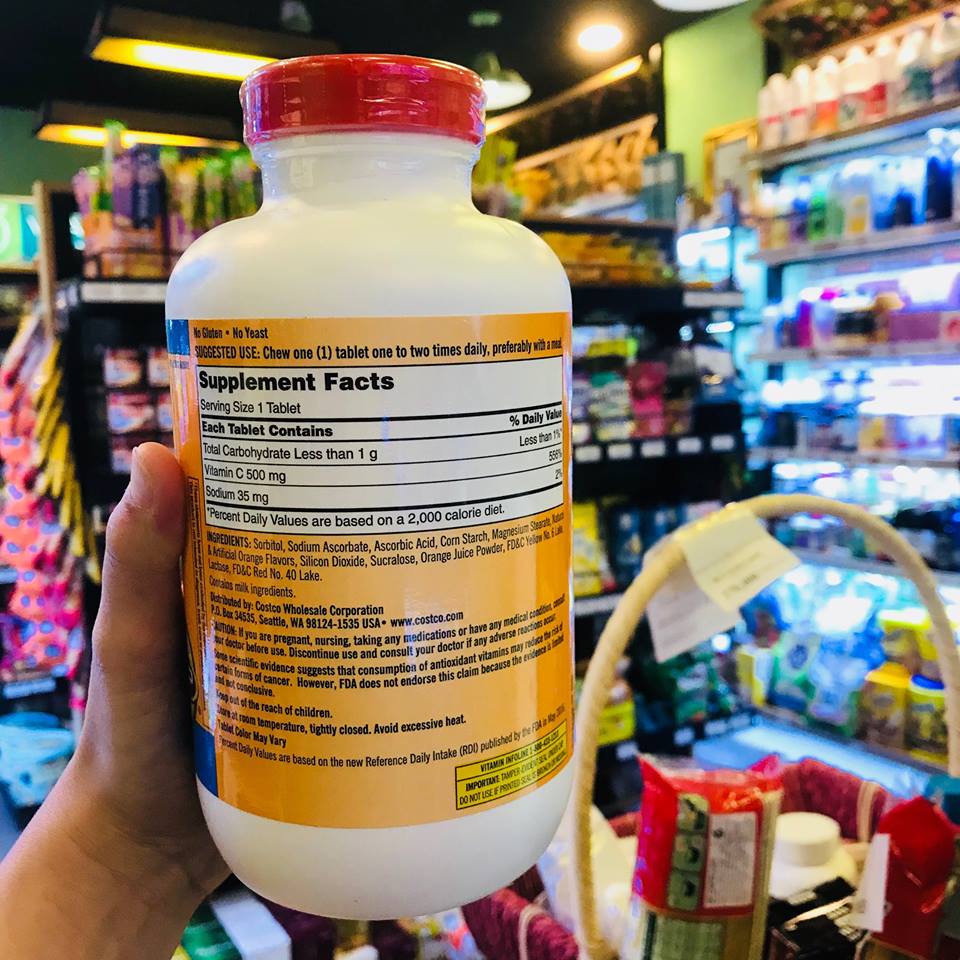 No Gluten • No Yeast
SUGGESTED USE: Chew one (1) tablet one to two times daily, preferably with a meal.
Supplement Facts
Serving Size 1 Tablet
Each Tablet Contains % Daily Value
Total Carbohydrate Less than 1 g Less than 1%*
Vitamin C 500 mg 556%
Sodium 35 mg 2%
*Percent Daily Values are based on a 2,000 calorie diet.
INGREDIENTS: Sorbitol, Sodium Ascorbate, Ascorbic Acid, Corn Starch, Magnesium Stearate, Natural
& Artificial Orange Flavors, Silicon Dioxide, Sucralose, Orange Juice Powder, FD&C Yellow No. 6 Lake,
Lactose, FD&C Red No. 40 Lake.
Contains milk ingredients.
Distributed by: Costco Wholesale Corporation
P.O. Box 34535, Seattle, WA 98124-1535 USA • www.costco.com
CAUTION: If you are pregnant, nursing, taking any medications or have any medical condition, consult
your doctor before use. Discontinue use and consult your doctor if any adverse reactions occur.
Some scientific evidence suggests that consumption of antioxidant vitamins may reduce the risk of
certain forms of cancer. However, FDA does not endorse this claim because the evidence is limited
and not conclusive.
Keep out of the reach of children.
Store at room temperature, tightly closed. Avoid excessive heat.
Tablet Color May Vary
Percent Daily Values are based on the new Reference Daily Intake (RDI) published by the FDA in May
VITAMIN INFOLINE
IMPORTANT: TAMPER-EVIDENT SEAL UNDER CAP
DO NOT USE IF PRINTED SEAL IS BROKEN OR MISSING